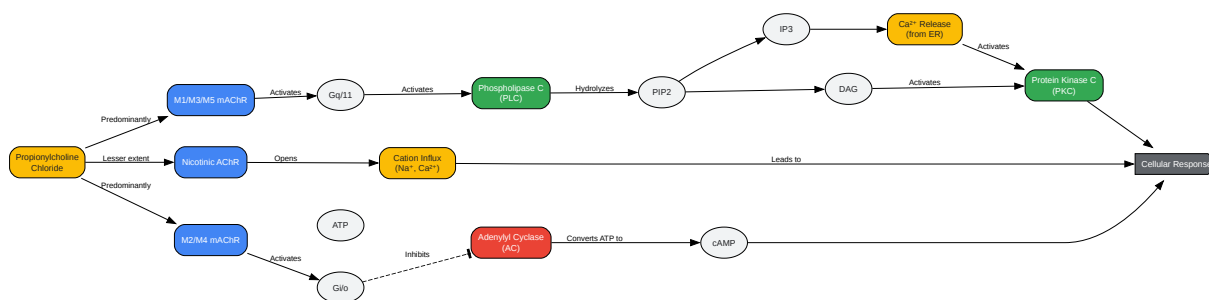 IP3
Ca²⁺ Release
(from ER)
Activates
M1/M3/M5 mAChR
Activates
Gq/11
Activates
Phospholipase C
(PLC)
Hydrolyzes
PIP2
DAG
Activates
Protein Kinase C
(PKC)
Predominantly
Propionylcholine
Chloride
Lesser extent
Nicotinic AChR
Opens
Cation Influx
(Na⁺, Ca²⁺)
Leads to
Cellular Response
Predominantly
M2/M4 mAChR
ATP
Activates
Gi/o
Inhibits
Adenylyl Cyclase
(AC)
Converts ATP to
cAMP